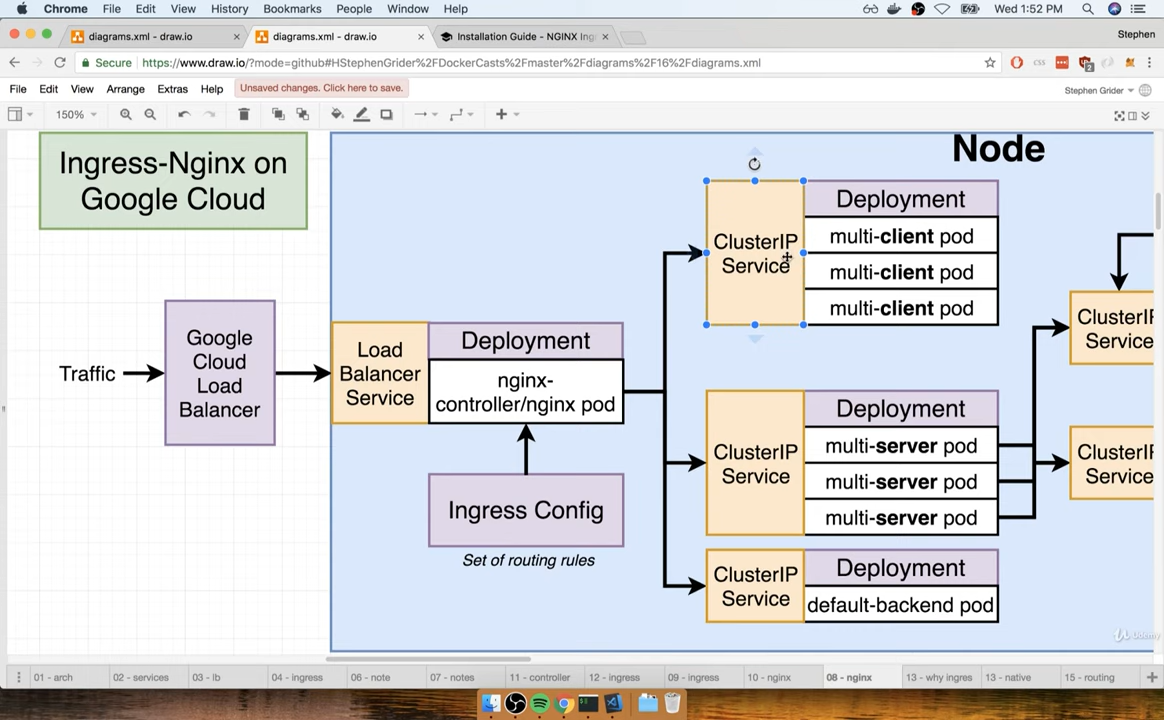 Chrome File Edit View History Bookmarks People Window Help Wed 1:52 PM
diagrams.xml - draw.io
diagrams.xml - draw.io
Installation Guide - NGINX Ing
Stephen
Secure https://www.draw.io/?mode=github#HStephenGrider%2FDockerCasts%2Fmaster%2Fdiagrams%2F16%2Fdiagrams.xml
css
2
File Edit View Arrange Extras Help Unsaved changes. Click here to save. Stephen Grider
150%
Ingress-Nginx on
Google Cloud
Node
ClusterIP
Service
Deployment
multi-client pod
multi-client pod
multi-client pod
Traffic
Google
Cloud
Load
Balancer
Load
Balancer
Service
Deployment
nginx-
controller/nginx pod
Ingress Config
Set of routing rules
ClusterIP
Service
Deployment
multi-server pod
multi-server pod
multi-server pod
ClusterIP
Service
Deployment
default-backend pod
ClusterIP
Service
ClusterIP
Service
Udemy
01 - arch 02 - services 03 - lb 04 - ingress 06 - note 07 - notes 11 - controller 12 - ingress 09 - ingress 10 - nginx 08 - nginx 13 - why ingres 13 - native 15 - routing